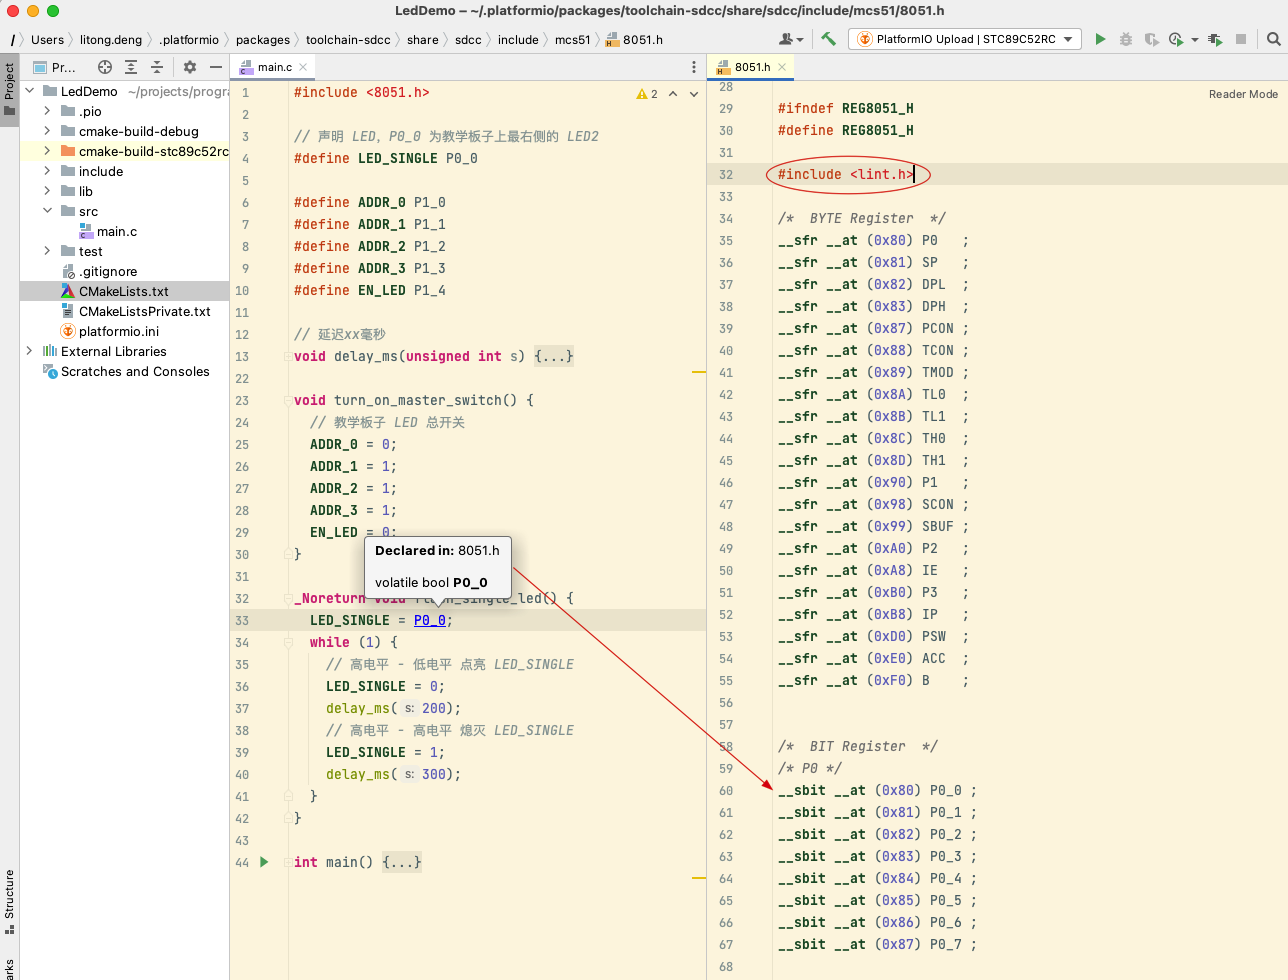 LedDemo – ~/.platformio/packages/toolchain-sdcc/share/sdcc/include/mcs51/8051.h
/ Users litong.deng .platformio packages toolchain-sdcc share sdcc include mcs51 8051.h PlatformIO Upload | STC89C52RC
Project
Structure
Pr...
LedDemo ~/projects/progr
.pio
cmake-build-debug
cmake-build-stc89c52rc
include
lib
src
main.c
test
.gitignore
CMakeLists.txt
CMakeListsPrivate.txt
platformio.ini
External Libraries
Scratches and Consoles
main.c
2
1 #include <8051.h>
2
3 // 声明 LED，P0_0 为教学板子上最右侧的 LED2
4 #define LED_SINGLE P0_0
5
6 #define ADDR_0 P1_0
7 #define ADDR_1 P1_1
8 #define ADDR_2 P1_2
9 #define ADDR_3 P1_3
10 #define EN_LED P1_4
11
12 // 延迟xx毫秒
13 void delay_ms(unsigned int s) {...}
22
23 void turn_on_master_switch() {
24 // 教学板子 LED 总开关
25 ADDR_0 = 0;
26 ADDR_1 = 1;
27 ADDR_2 = 1;
28 ADDR_3 = 1;
29 EN_LED = 0;
30 }
31
Declared in: 8051.h
volatile bool P0_0
32 _Noreturn void _single_led() {
33 LED_SINGLE = P0_0;
34 while (1) {
35 // 高电平 - 低电平 点亮 LED_SINGLE
36 LED_SINGLE = 0;
37 delay_ms( s: 200);
38 // 高电平 - 高电平 熄灭 LED_SINGLE
39 LED_SINGLE = 1;
40 delay_ms( s: 300);
41 }
42 }
43
44 int main() {...}
8051.h
Reader Mode
28
29 #ifndef REG8051_H
30 #define REG8051_H
31
32 #include <lint.h>
33
34 /* BYTE Register */
35 __sfr __at (0x80) P0 ;
36 __sfr __at (0x81) SP ;
37 __sfr __at (0x82) DPL ;
38 __sfr __at (0x83) DPH ;
39 __sfr __at (0x87) PCON ;
40 __sfr __at (0x88) TCON ;
41 __sfr __at (0x89) TMOD ;
42 __sfr __at (0x8A) TL0 ;
43 __sfr __at (0x8B) TL1 ;
44 __sfr __at (0x8C) TH0 ;
45 __sfr __at (0x8D) TH1 ;
46 __sfr __at (0x90) P1 ;
47 __sfr __at (0x98) SCON ;
48 __sfr __at (0x99) SBUF ;
49 __sfr __at (0xA0) P2 ;
50 __sfr __at (0xA8) IE ;
51 __sfr __at (0xB0) P3 ;
52 __sfr __at (0xB8) IP ;
53 __sfr __at (0xD0) PSW ;
54 __sfr __at (0xE0) ACC ;
55 __sfr __at (0xF0) B ;
56
57
58 /* BIT Register */
59 /* P0 */
60 __sbit __at (0x80) P0_0 ;
61 __sbit __at (0x81) P0_1 ;
62 __sbit __at (0x82) P0_2 ;
63 __sbit __at (0x83) P0_3 ;
64 __sbit __at (0x84) P0_4 ;
65 __sbit __at (0x85) P0_5 ;
66 __sbit __at (0x86) P0_6 ;
67 __sbit __at (0x87) P0_7 ;
68